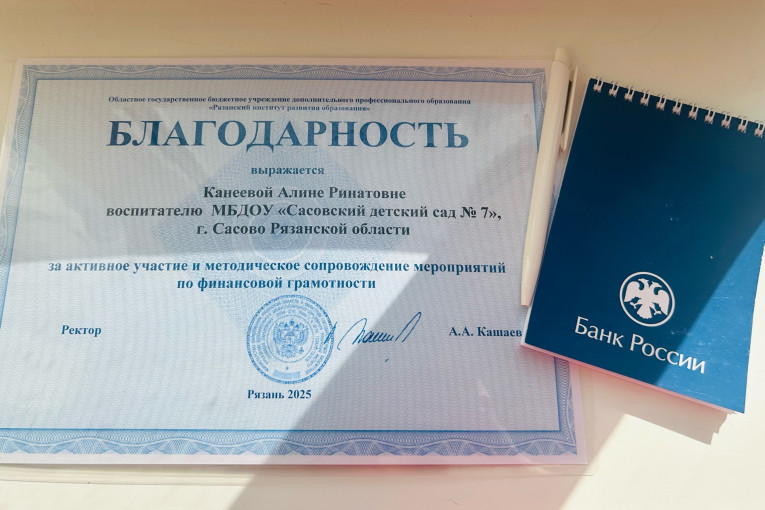 Областное государственное бюджетное учреждение дополнительного профессионального образования
«Рязанский институт развития образования»
БЛАГОДАРНОСТЬ
выражается
Канеевой Алине Ринатовне
воспитателю МБДОУ «Сасовский детский сад № 7»,
г. Сасово Рязанской области
за активное участие и методическое сопровождение мероприятий
по финансовой грамотности
Ректор
А.А. Кашаев
Рязань 2025
Банк России